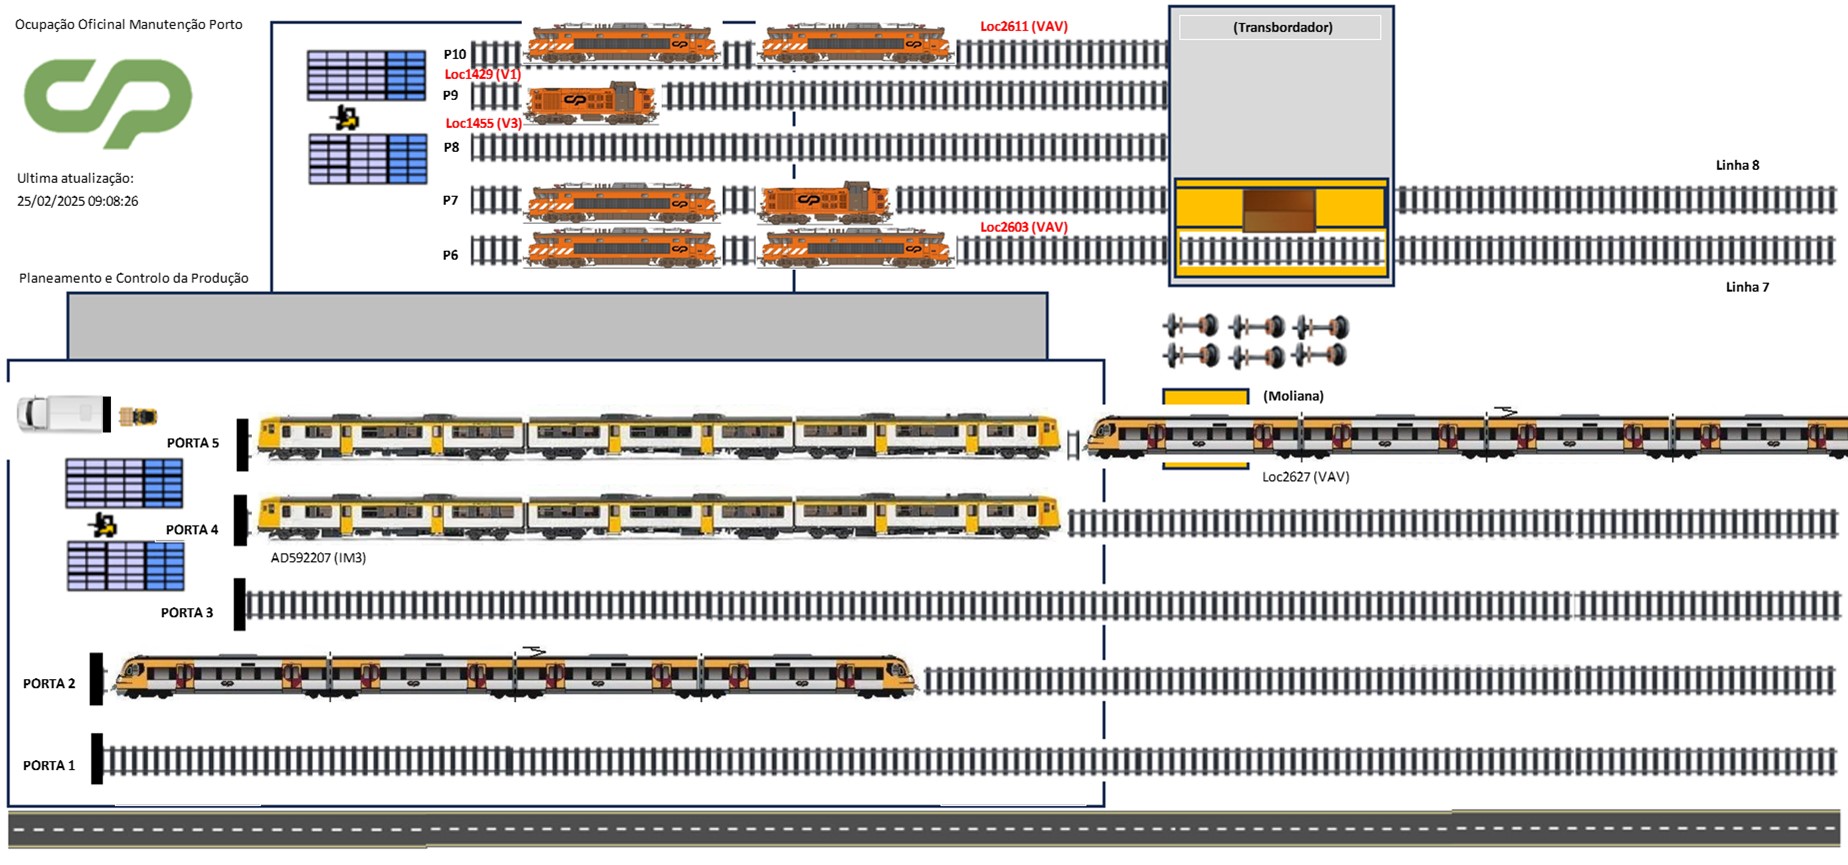 Ocupação Oficinal Manutenção Porto
CP
Ultima atualização:
25/02/2025 09:08:26
Planeamento e Controlo da Produção
Loc2611 (VAV)
P10
Loc1429 (V1)
P9
Loc1455 (V3)
P8
P7
Loc2603 (VAV)
P6
(Transbordador)
Linha 8
Linha 7
(Moliana)
PORTA 5
Loc2627 (VAV)
PORTA 4
AD592207 (IM3)
PORTA 3
PORTA 2
PORTA 1